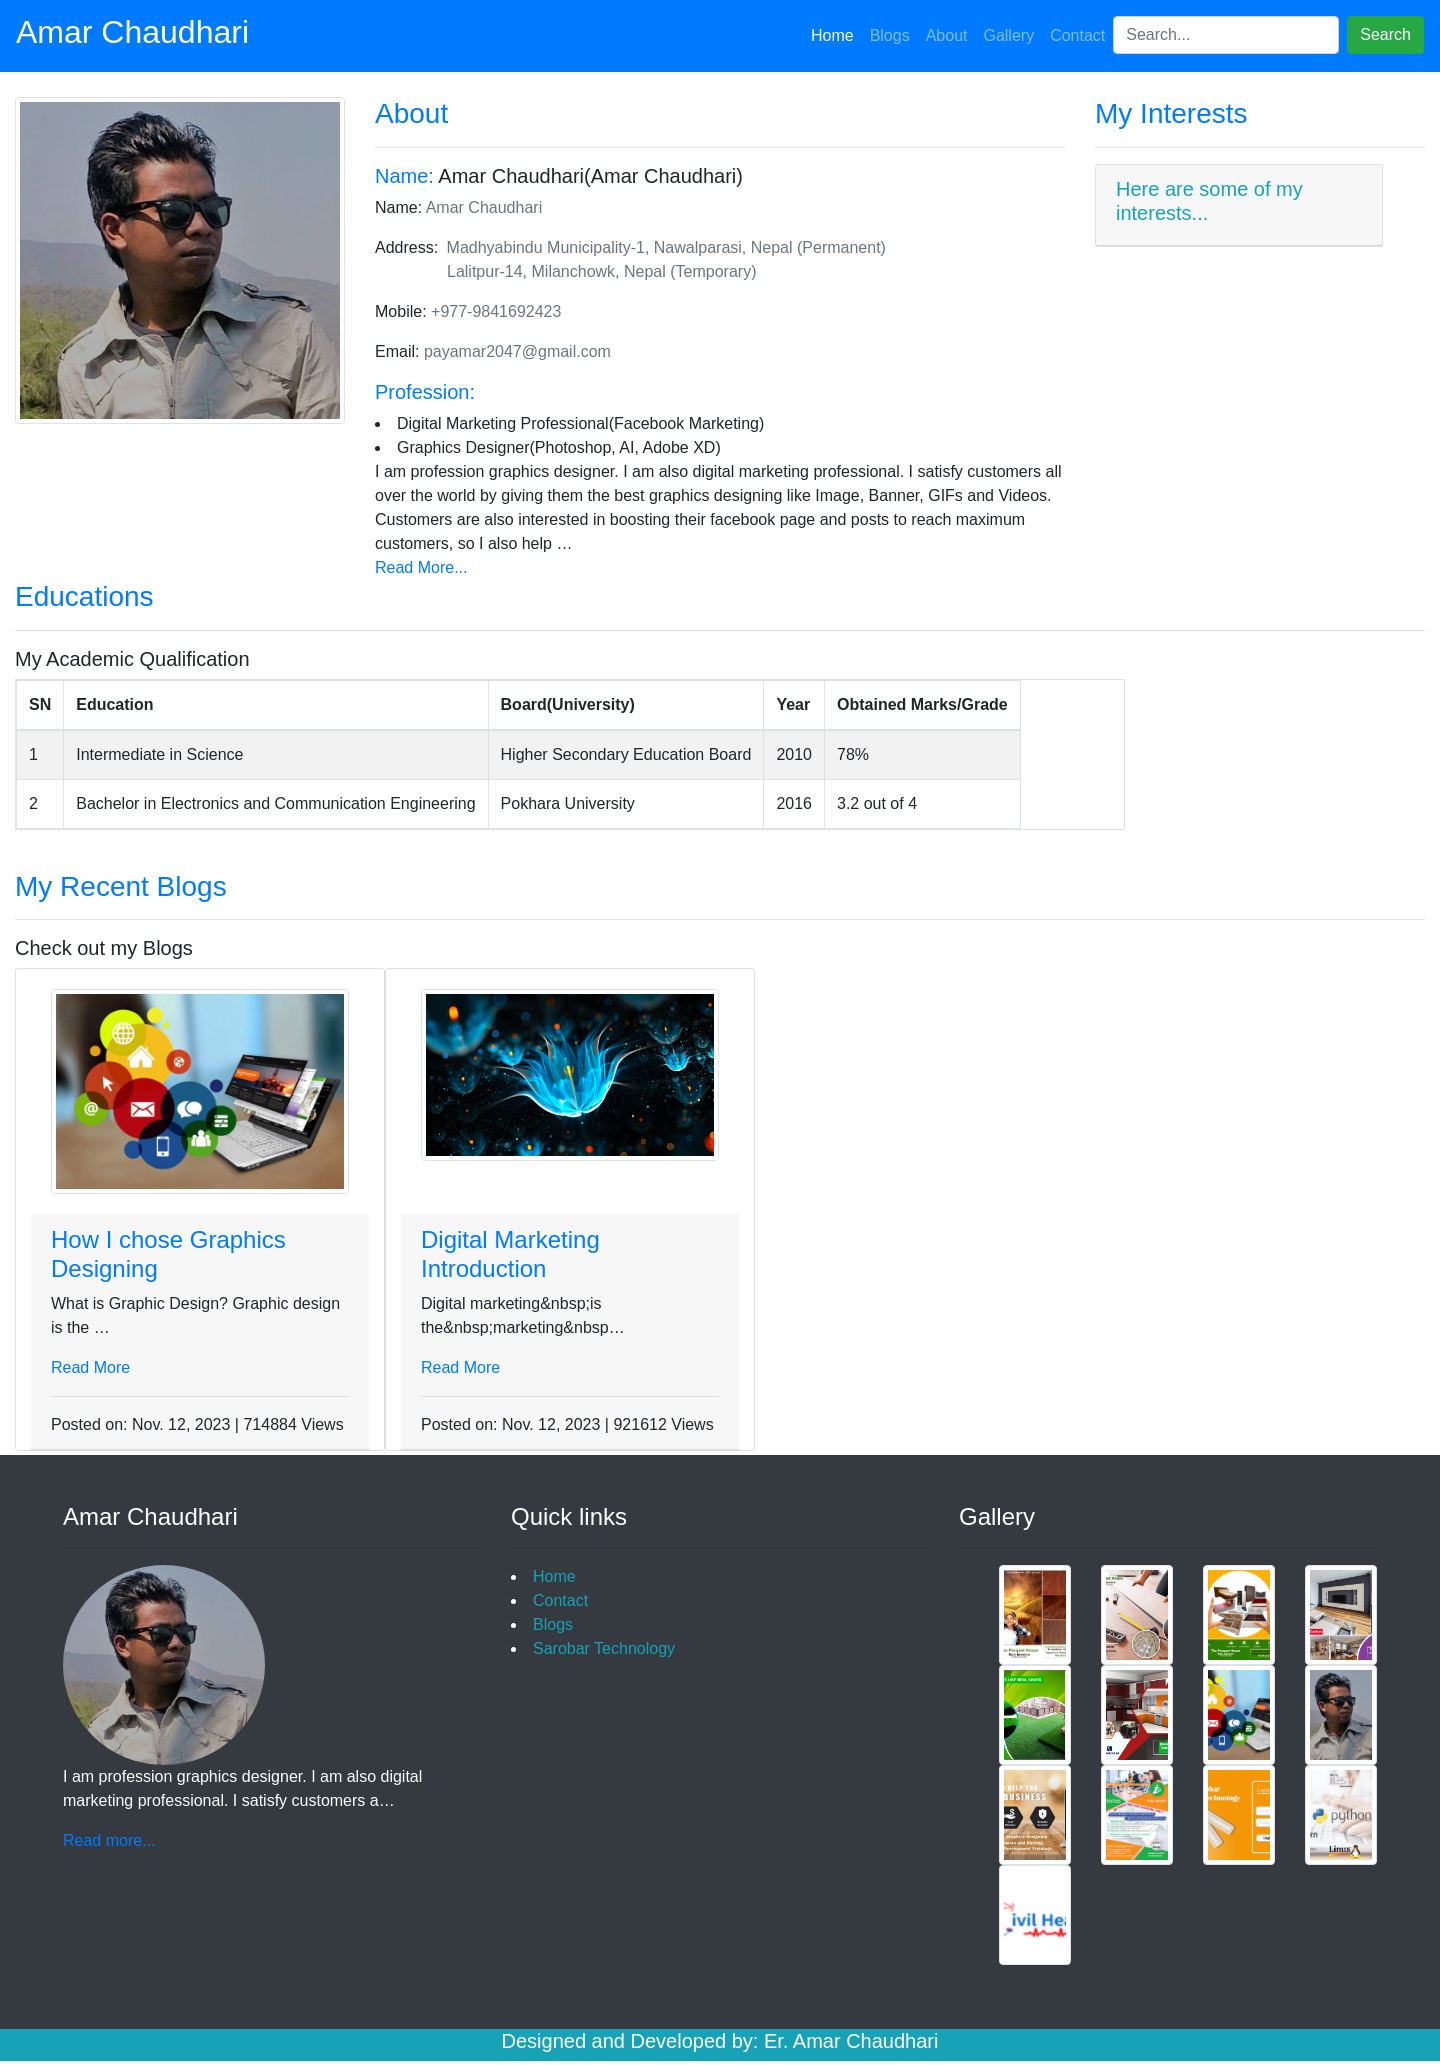 Amar Chaudhari
Home Blogs About Gallery Contact Search... Search
About
Name: Amar Chaudhari(Amar Chaudhari)
Name: Amar Chaudhari
Address: Madhyabindu Municipality-1, Nawalparasi, Nepal (Permanent)
Lalitpur-14, Milanchowk, Nepal (Temporary)
Mobile: +977-9841692423
Email: payamar2047@gmail.com
Profession:
• Digital Marketing Professional(Facebook Marketing)
• Graphics Designer(Photoshop, AI, Adobe XD)
I am profession graphics designer. I am also digital marketing professional. I satisfy customers all
over the world by giving them the best graphics designing like Image, Banner, GIFs and Videos.
Customers are also interested in boosting their facebook page and posts to reach maximum
customers, so I also help …
Read More...
My Interests
Here are some of my
interests...
Educations
My Academic Qualification
SN Education Board(University) Year Obtained Marks/Grade
1 Intermediate in Science Higher Secondary Education Board 2010 78%
2 Bachelor in Electronics and Communication Engineering Pokhara University 2016 3.2 out of 4
My Recent Blogs
Check out my Blogs
How I chose Graphics
Designing
What is Graphic Design? Graphic design
is the …
Read More
Posted on: Nov. 12, 2023 | 714884 Views
Digital Marketing
Introduction
Digital marketing&nbsp;is
the&nbsp;marketing&nbsp…
Read More
Posted on: Nov. 12, 2023 | 921612 Views
Amar Chaudhari
I am profession graphics designer. I am also digital
marketing professional. I satisfy customers a…
Read more...
Quick links
• Home
• Contact
• Blogs
• Sarobar Technology
Gallery
HELP YOU
BUSINESS
python
Linux
ivil Hea
Designed and Developed by: Er. Amar Chaudhari